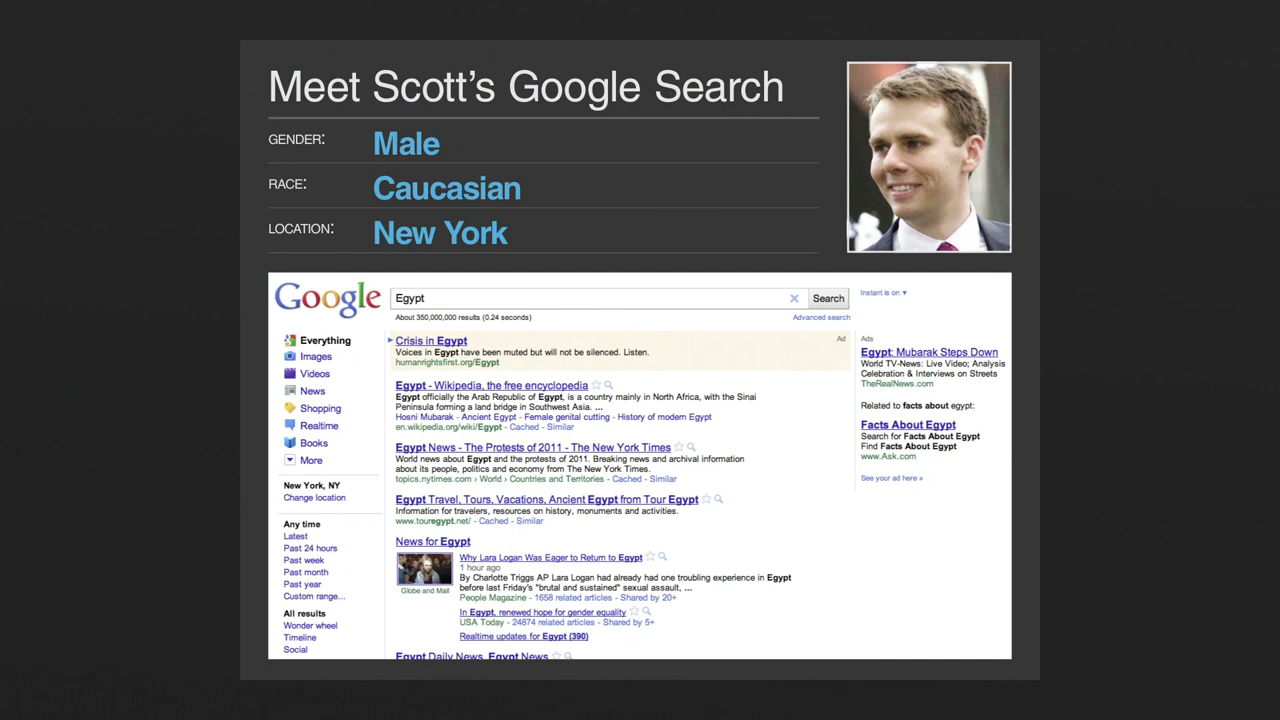 Meet Scott's Google Search
GENDER: Male
RACE: Caucasian
LOCATION: New York
Google
Egypt
Search
Instant is on ▼
About 350,000,000 results (0.24 seconds)
Advanced search
Everything
Images
Videos
News
Shopping
Realtime
Books
More
New York, NY
Change location
Any time
Latest
Past 24 hours
Past week
Past month
Past year
Custom range...
All results
Wonder wheel
Timeline
Social
Crisis in Egypt
Ad
Voices in Egypt have been muted but will not be silenced. Listen.
humanrightsfirst.org/Egypt
Egypt - Wikipedia, the free encyclopedia
Egypt officially the Arab Republic of Egypt, is a country mainly in North Africa, with the Sinai
Peninsula forming a land bridge in Southwest Asia. ...
Hosni Mubarak - Ancient Egypt - Female genital cutting - History of modern Egypt
en.wikipedia.org/wiki/Egypt - Cached - Similar
Egypt News - The Protests of 2011 - The New York Times
World news about Egypt and the protests of 2011. Breaking news and archival information
about its people, politics and economy from The New York Times.
topics.nytimes.com › World › Countries and Territories - Cached - Similar
Egypt Travel, Tours, Vacations, Ancient Egypt from Tour Egypt
Information for travelers, resources on history, monuments and activities.
www.touregypt.net/ - Cached - Similar
News for Egypt
Globe and Mail
Why Lara Logan Was Eager to Return to Egypt
1 hour ago
By Charlotte Triggs AP Lara Logan had already had one troubling experience in Egypt
before last Friday's "brutal and sustained" sexual assault, ...
People Magazine - 1658 related articles - Shared by 20+
In Egypt, renewed hope for gender equality
USA Today - 24874 related articles - Shared by 5+
Realtime updates for Egypt (390)
Egypt Daily News, Egypt News
Ads
Egypt: Mubarak Steps Down
World TV-News: Live Video; Analysis
Celebration & Interviews on Streets
TheRealNews.com
Related to facts about egypt:
Facts About Egypt
Search for Facts About Egypt
Find Facts About Egypt
www.Ask.com
See your ad here »